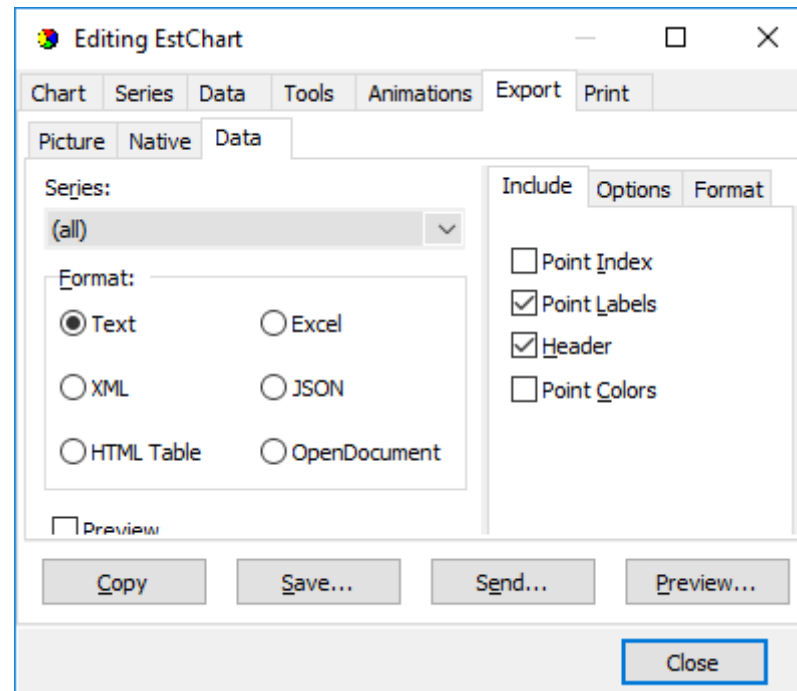 Editing EstChart
Chart Series Data Tools Animations Export Print
Picture Native Data
Series:
(all)
Format:
Text Excel
XML JSON
HTML Table OpenDocument
Preview
Include Options Format
Point Index
Point Labels
Header
Point Colors
Copy Save... Send... Preview...
Close